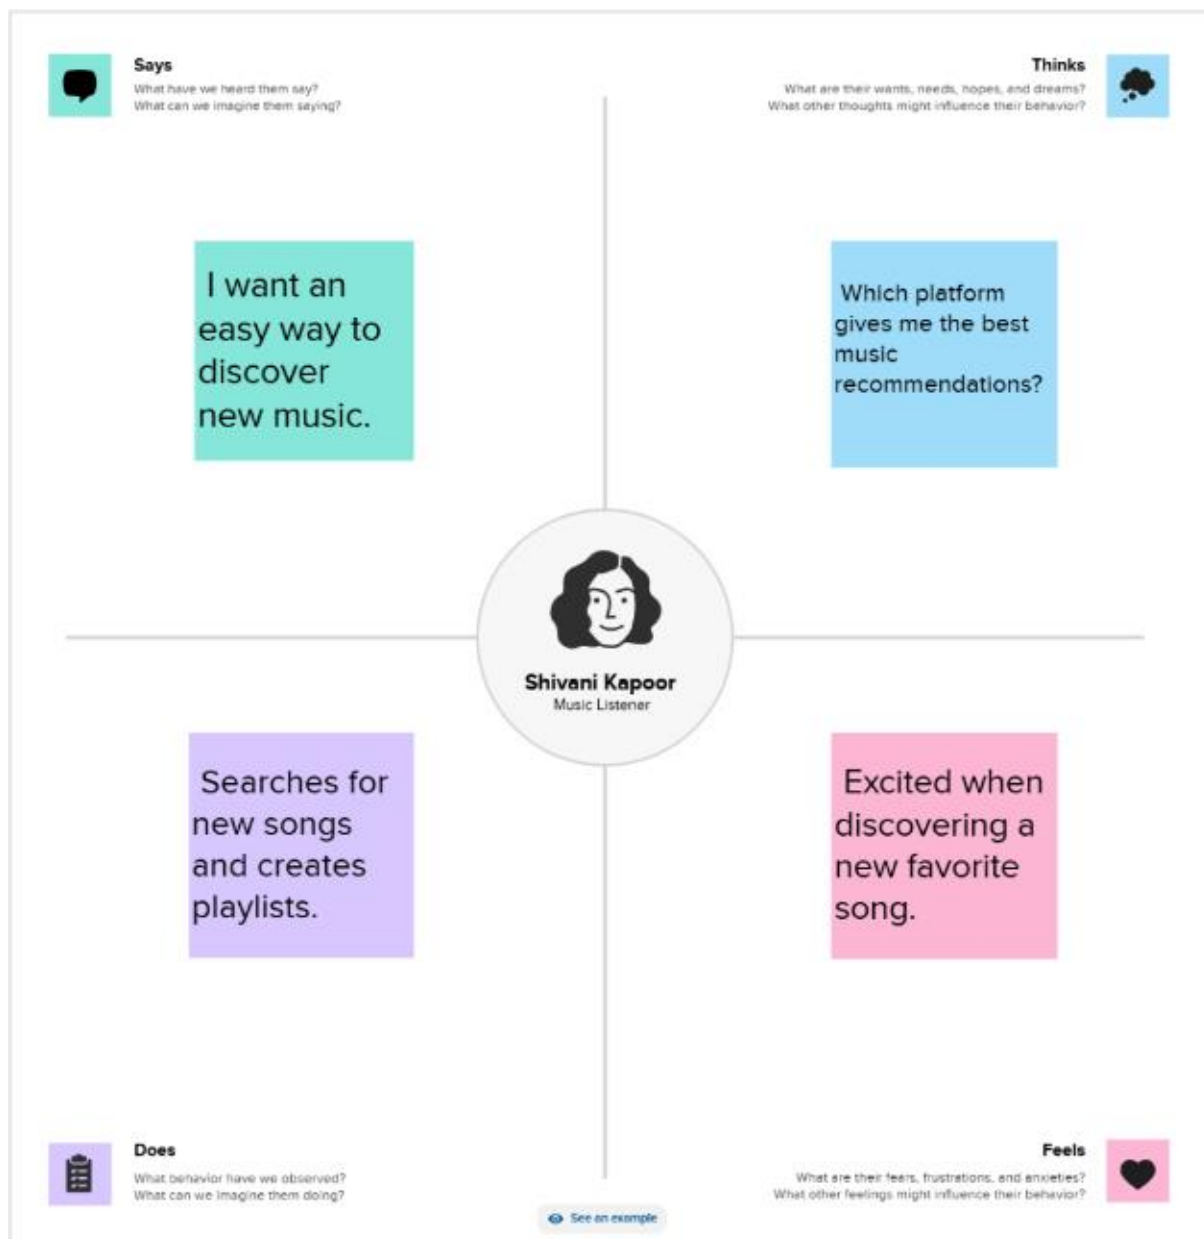 Says
What have we heard them say?
What can we imagine them saying?
Thinks
What are their wants, needs, hopes, and dreams?
What other thoughts might influence their behavior?
I want an
easy way to
discover
new music.
Which platform
gives me the best
music
recommendations?
Shivani Kapoor
Music Listener
Searches for
new songs
and creates
playlists.
Excited when
discovering a
new favorite
song.
Does
What behavior have we observed?
What can we imagine them doing?
Feels
What are their fears, frustrations, and anxieties?
What other feelings might influence their behavior?
See an example